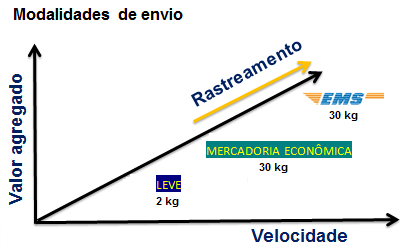 Modalidades de envio
Valor agregado
Rastreamento
EMS
30 kg
MERCADORIA ECONÔMICA
30 kg
LEVE
2 kg
Velocidade